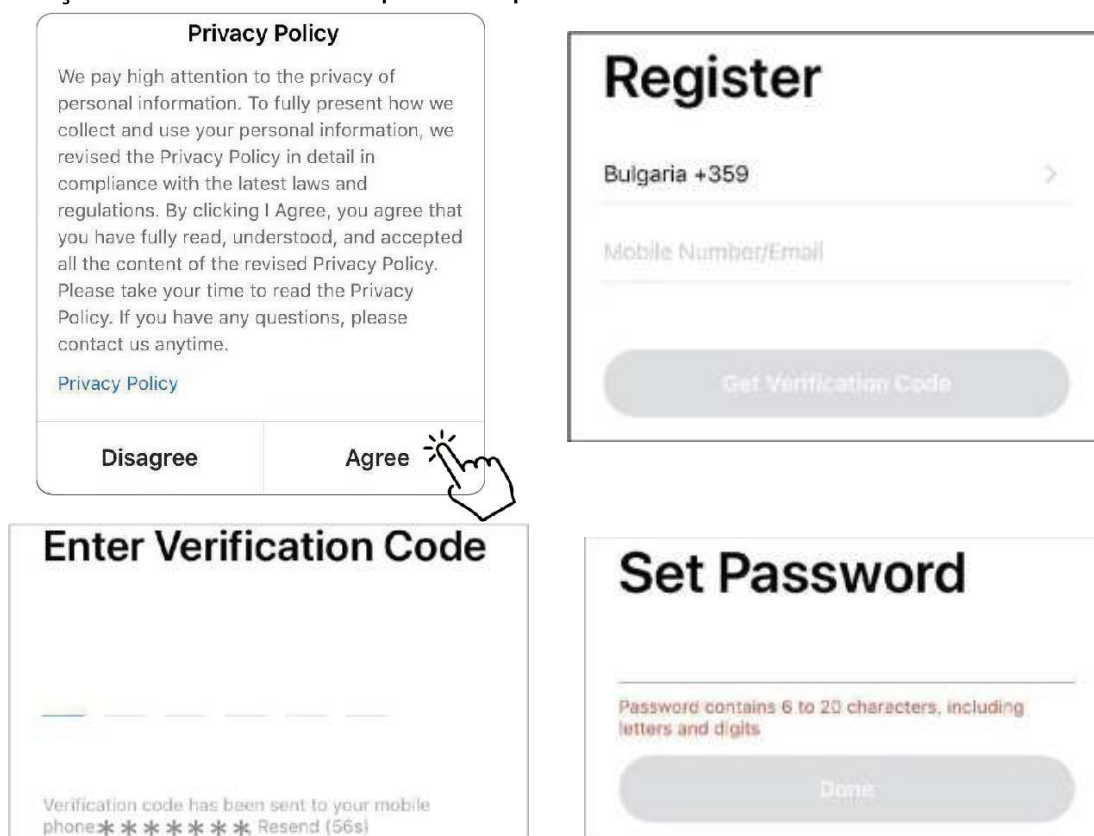 Privacy Policy
We pay high attention to the privacy of
personal information. To fully present how we
collect and use your personal information, we
revised the Privacy Policy in detail in
compliance with the latest laws and
regulations. By clicking I Agree, you agree that
you have fully read, understood, and accepted
all the content of the revised Privacy Policy.
Please take your time to read the Privacy
Policy. If you have any questions, please
contact us anytime.
Privacy Policy
Disagree
Agree
Register
Bulgaria +359
Mobile Number/Email
Get Verification Code
Enter Verification Code
Verification code has been sent to your mobile
phone******* Resend (56s)
Set Password
Password contains 6 to 20 characters, including
letters and digits
Done